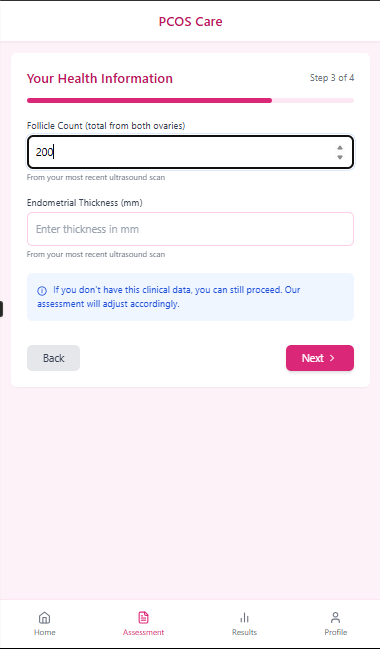 PCOS Care
Your Health Information
Step 3 of 4
Follicle Count (total from both ovaries)
200
From your most recent ultrasound scan
Endometrial Thickness (mm)
Enter thickness in mm
From your most recent ultrasound scan
If you don't have this clinical data, you can still proceed. Our
assessment will adjust accordingly.
Back
Next
Home
Assessment
Results
Profile